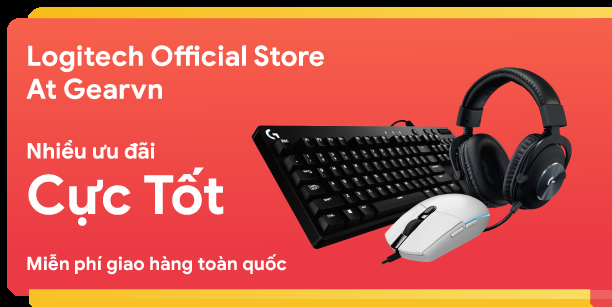 Logitech Official Store
At Gearvn
Nhiều ưu đãi
Cực Tốt
Miễn phí giao hàng toàn quốc